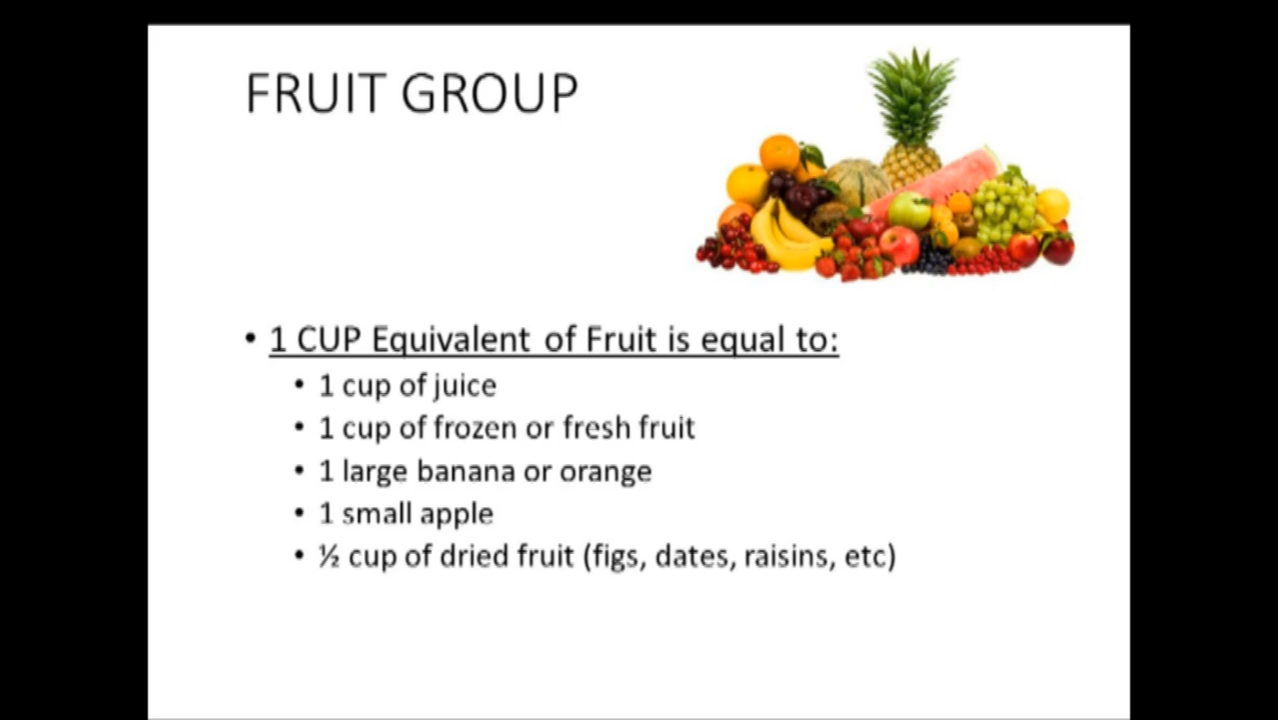 FRUIT GROUP
• 1 CUP Equivalent of Fruit is equal to:
• 1 cup of juice
• 1 cup of frozen or fresh fruit
• 1 large banana or orange
• 1 small apple
• ½ cup of dried fruit (figs, dates, raisins, etc)